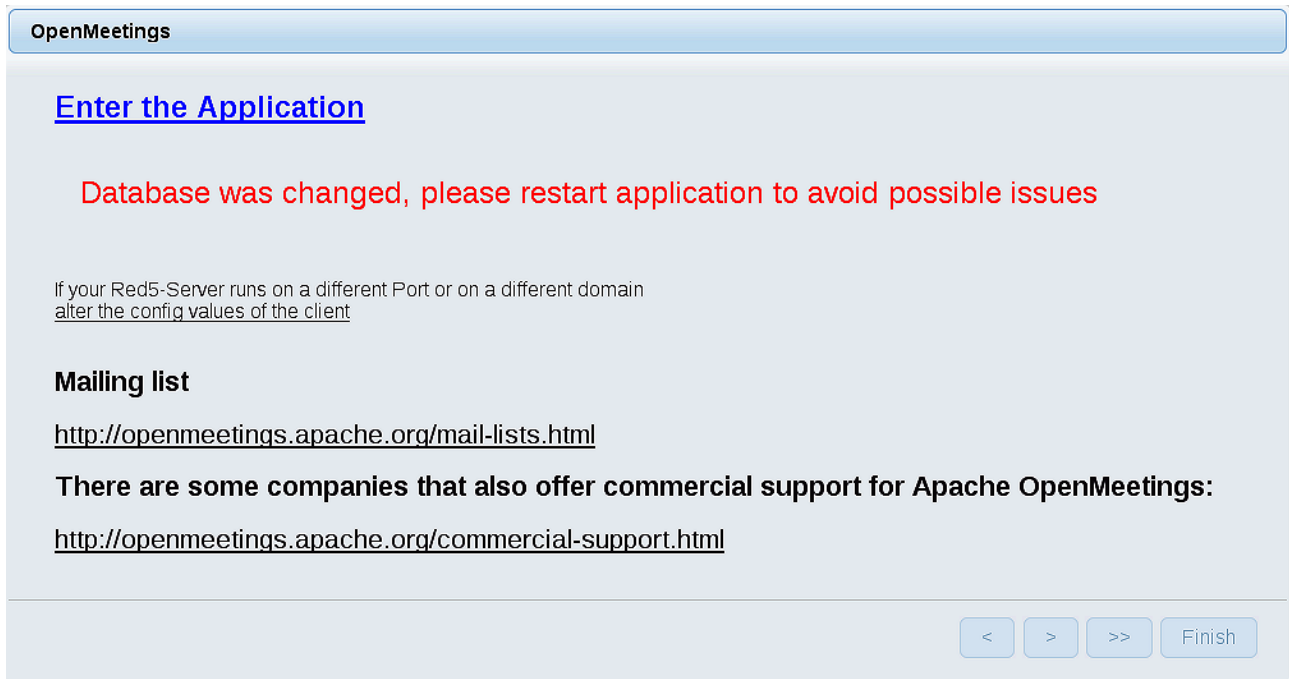 OpenMeetings
Enter the Application
Database was changed, please restart application to avoid possible issues
If your Red5-Server runs on a different Port or on a different domain
alter the config values of the client
Mailing list
http://openmeetings.apache.org/mail-lists.html
There are some companies that also offer commercial support for Apache OpenMeetings:
http://openmeetings.apache.org/commercial-support.html
< > >> Finish